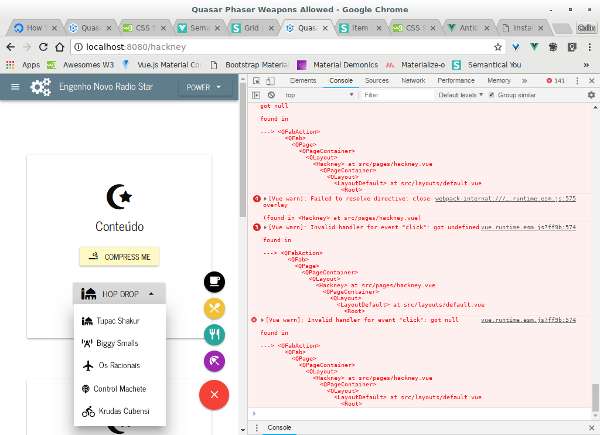 Quasar Phaser Weapons Allowed - Google Chrome
How T
Quas
CSS
Sema
Grid
Quas
Item
CSS
Antic
Instal
localhost:8080/hackney
Apps
Awesomes W3
Vue.js Material Com
Bootstrap Material
Material Demonics
Materialize-o
Semantical You
Engenho Novo Radio Star
POWER
Conteúdo
COMPRESS ME
HOP DROP
Tupac Shakur
Biggy Smalls
Os Racionais
Control Machete
Krudas Cubensi
Elements
Console
Sources
Network
Performance
Memory
141
top
Filter
Default levels
Group similar
got null
found in
---> <QFabAction>
<QFab>
<QPage>
<QPageContainer>
<QLayout>
<Hackney> at src/pages/hackney.vue
<QLayout>
<LayoutDefault> at src/layouts/default.vue
<Root>
[Vue warn]: Failed to resolve directive: close-overlay
webpack-internal:///….runtime.esm.js:575
(found in <Hackney> at src/pages/hackney.vue)
[Vue warn]: Invalid handler for event "click": got undefined
vue.runtime.esm.js?ff9b:574
found in
---> <QFabAction>
<QFab>
<QPage>
<QPageContainer>
<QLayout>
<Hackney> at src/pages/hackney.vue
<QLayout>
<LayoutDefault> at src/layouts/default.vue
<Root>
[Vue warn]: Invalid handler for event "click": got null
vue.runtime.esm.js?ff9b:574
found in
---> <QFabAction>
<QFab>
<QPage>
<QPageContainer>
<QLayout>
<Hackney> at src/pages/hackney.vue
<QLayout>
<LayoutDefault> at src/layouts/default.vue
<Root>
Console